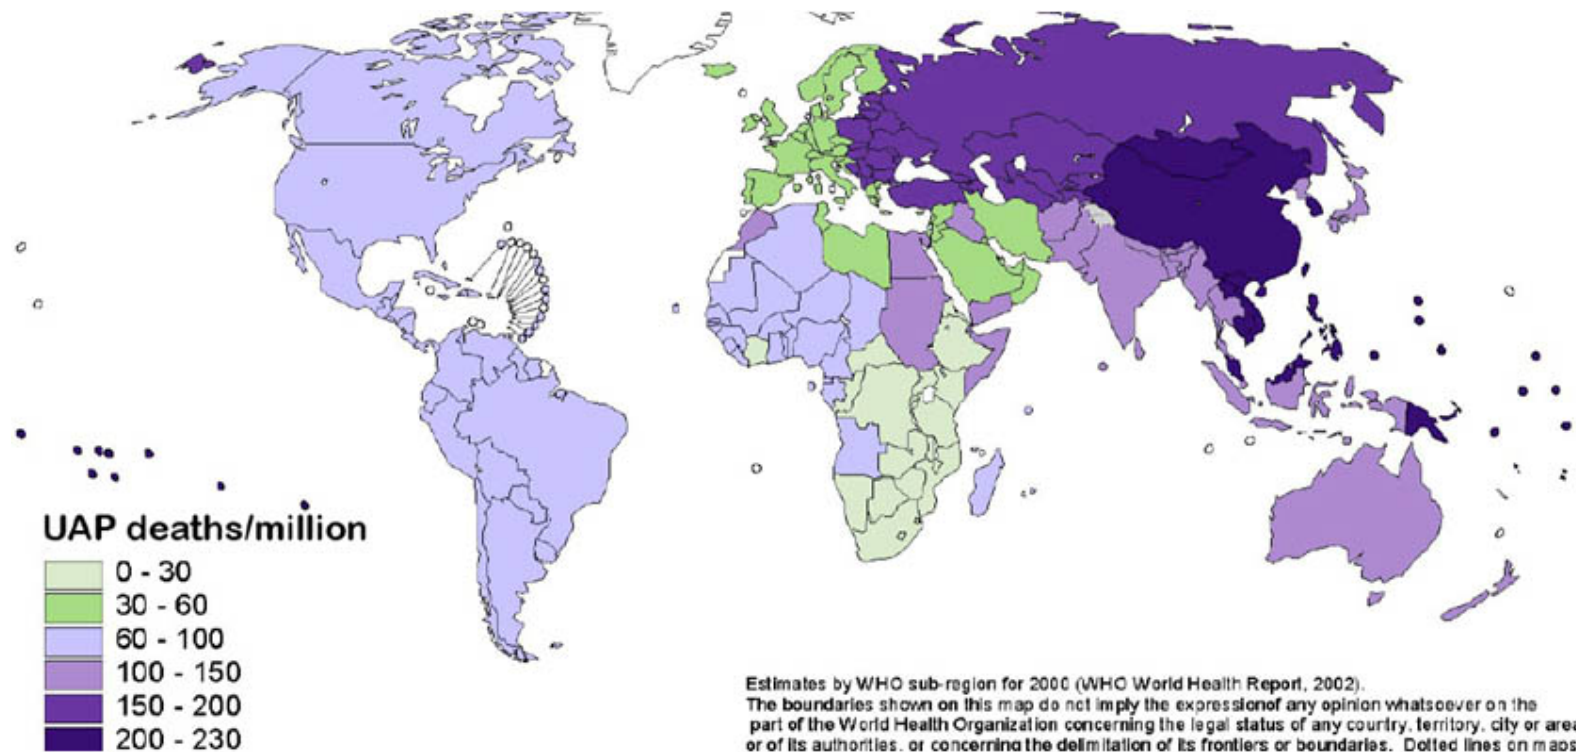 UAP deaths/million
0 - 30
30 - 60
60 - 100
100 - 150
150 - 200
200 - 230
Estimates by WHO sub-region for 2000 (WHO World Health Report, 2002).
The boundaries shown on this map do not imply the expressionof any opinion whatsoever on the
part of the World Health Organization concerning the legal status of any country, territory, city or area
or of its authorities, or concerning the delimitation of its frontiers or boundaries. Dotted lines on maps